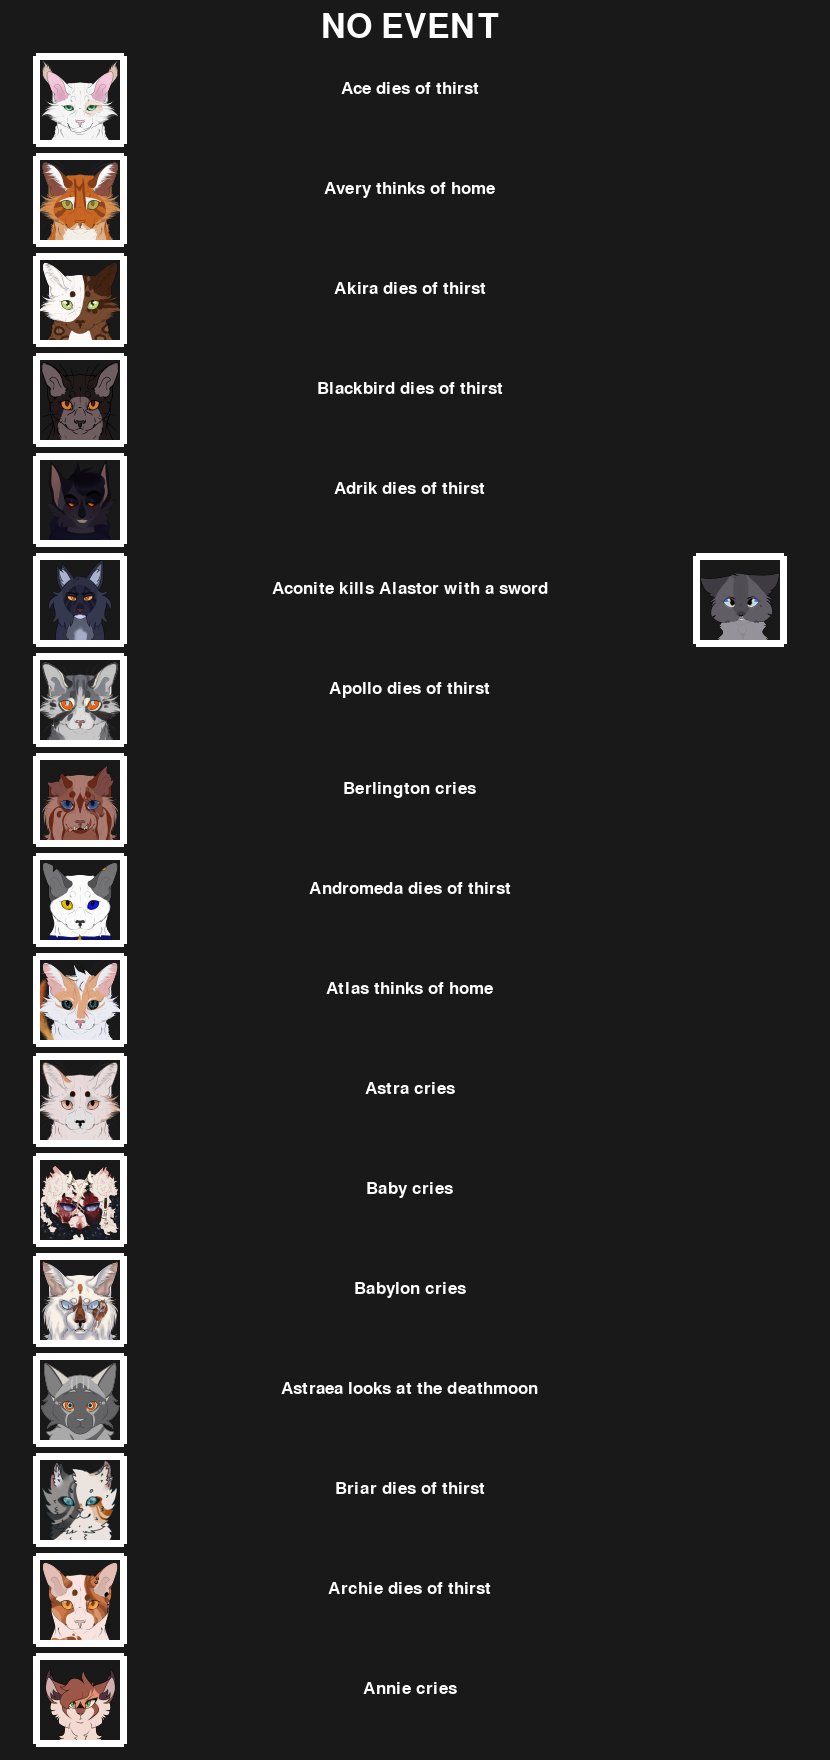 NO EVENT
Ace dies of thirst
Avery thinks of home
Akira dies of thirst
Blackbird dies of thirst
Adrik dies of thirst
Aconite kills Alastor with a sword
Apollo dies of thirst
Berlington cries
Andromeda dies of thirst
Atlas thinks of home
Astra cries
Baby cries
Babylon cries
Astraea looks at the deathmoon
Briar dies of thirst
Archie dies of thirst
Annie cries